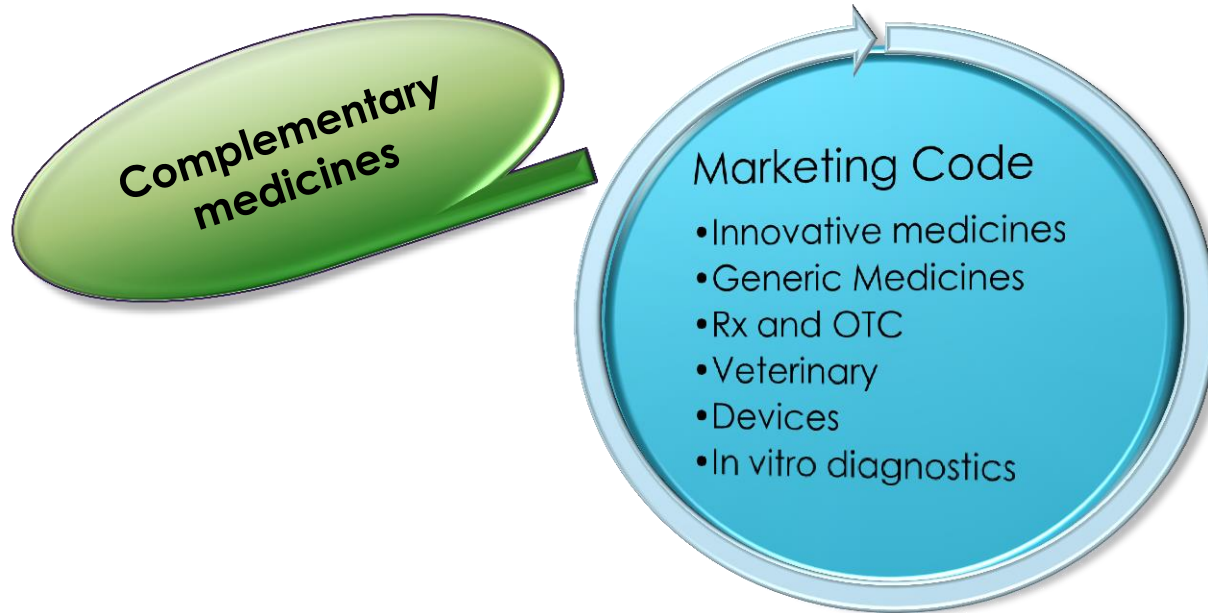 Complementary
medicines
Marketing Code
•Innovative medicines
•Generic Medicines
•Rx and OTC
•Veterinary
•Devices
•In vitro diagnostics